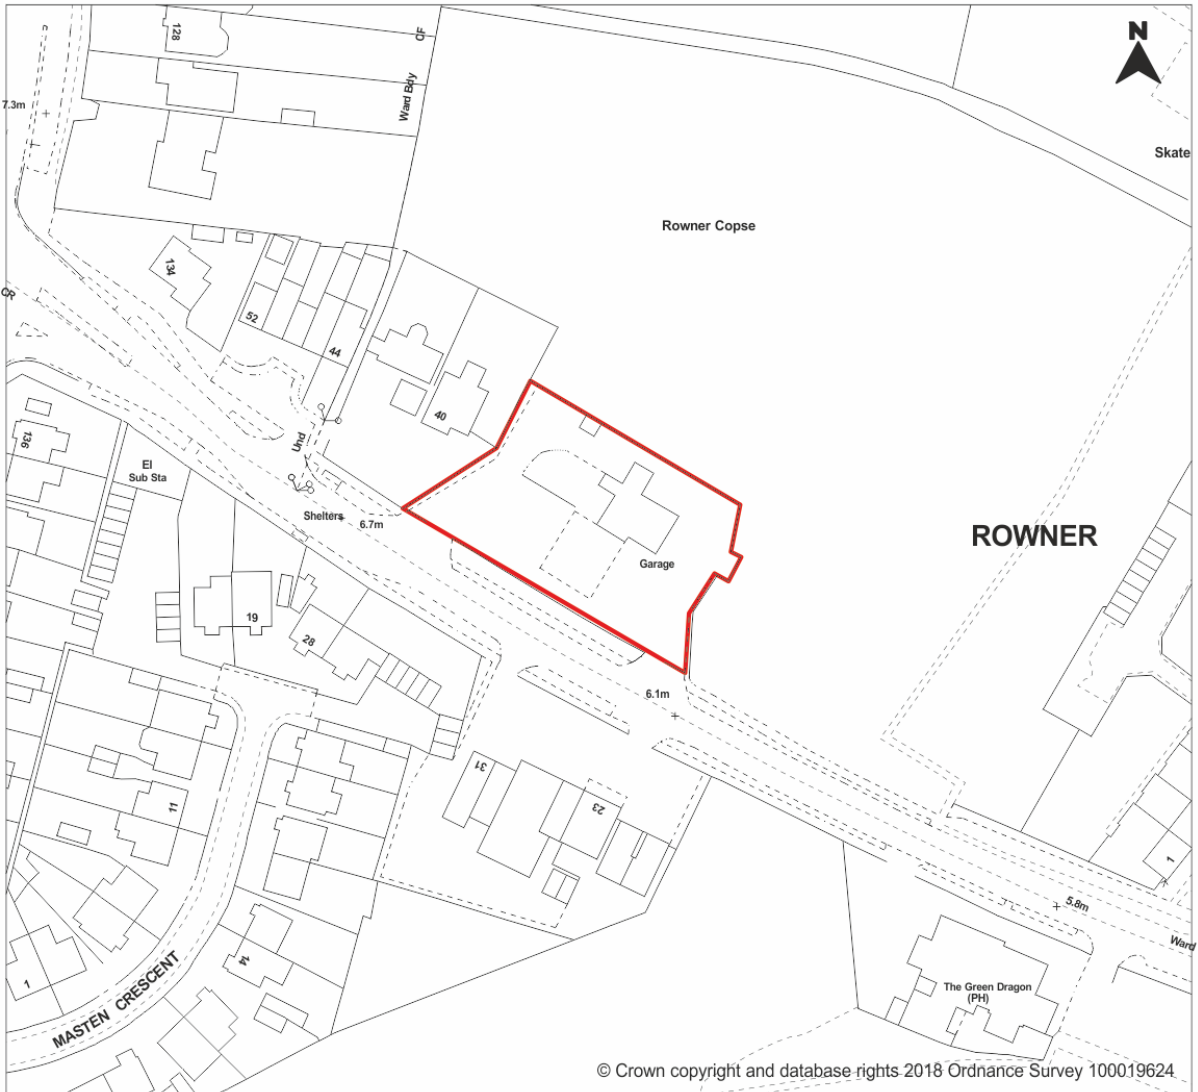 128
CF
N
Ward Bdy
7.3m
Skate
Rowner Copse
134
CR
52
44
40
136
Und
El
Sub Sta
Shelters
6.7m
ROWNER
Garage
19
28
6.1m
31
23
11
1
5.8m
Ward
14
1
The Green Dragon
(PH)
MASTEN CRESCENT
© Crown copyright and database rights 2018 Ordnance Survey 100019624